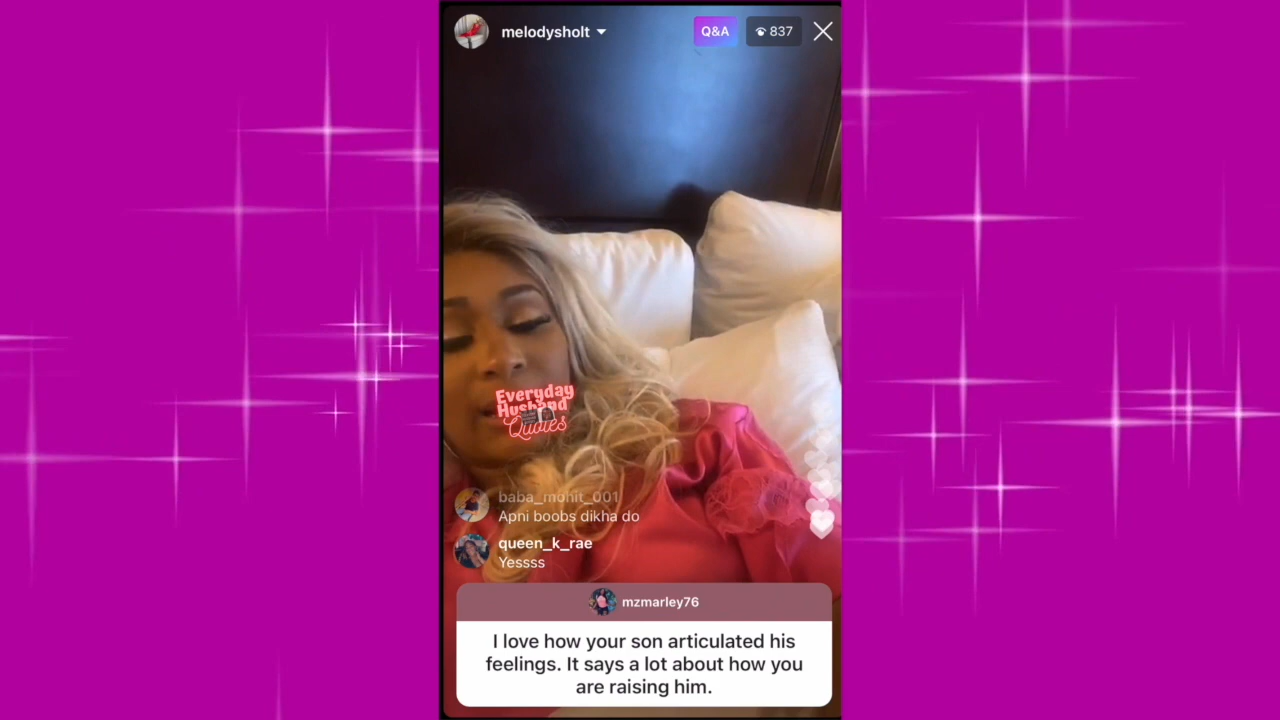 melodysholt
Q&A
837
Everyday
Husband
Quotes
baba_mohit_001
Apni boobs dikha do
queen_k_rae
Yessss
mzmarley76
I love how your son articulated his
feelings. It says a lot about how you
are raising him.